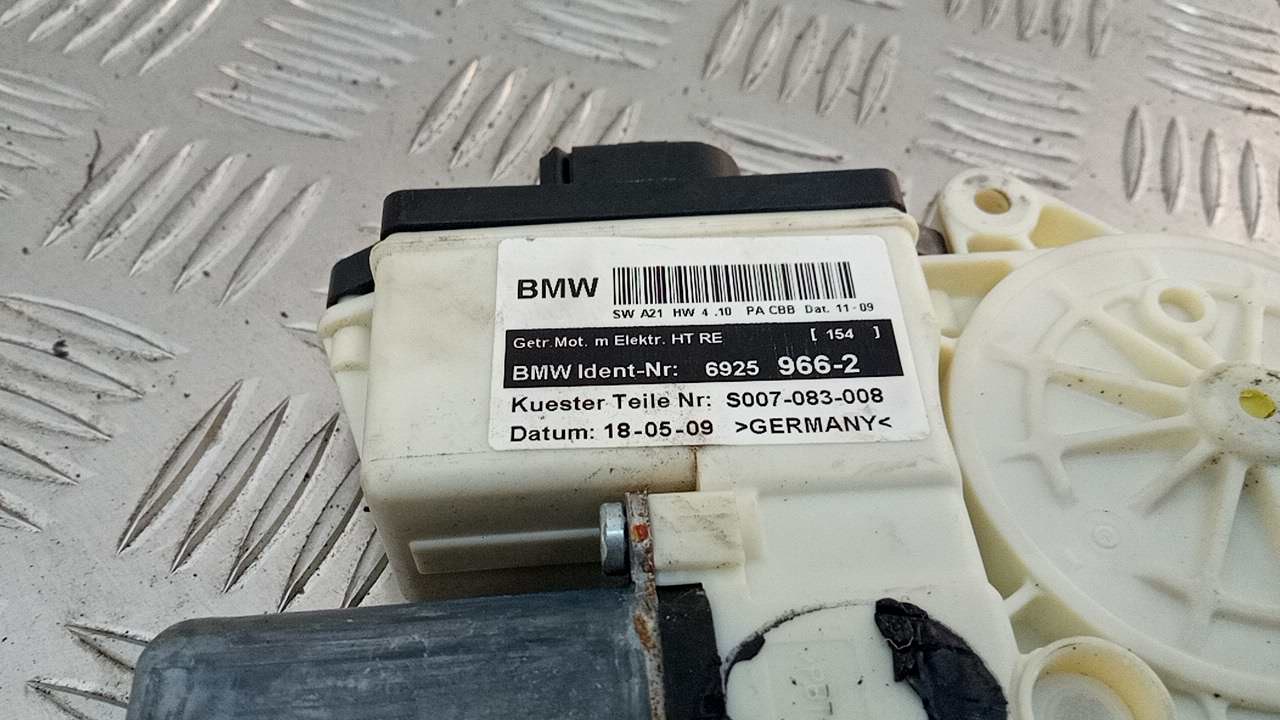 BMW
SW A21 HW 4 .10 PA CBB Dat. 11-09
Getr.Mot. m Elektr. HT RE [ 154 ]
BMW Ident-Nr: 6925 966-2
Kuester Teile Nr: S007-083-008
Datum: 18-05-09 >GERMANY<